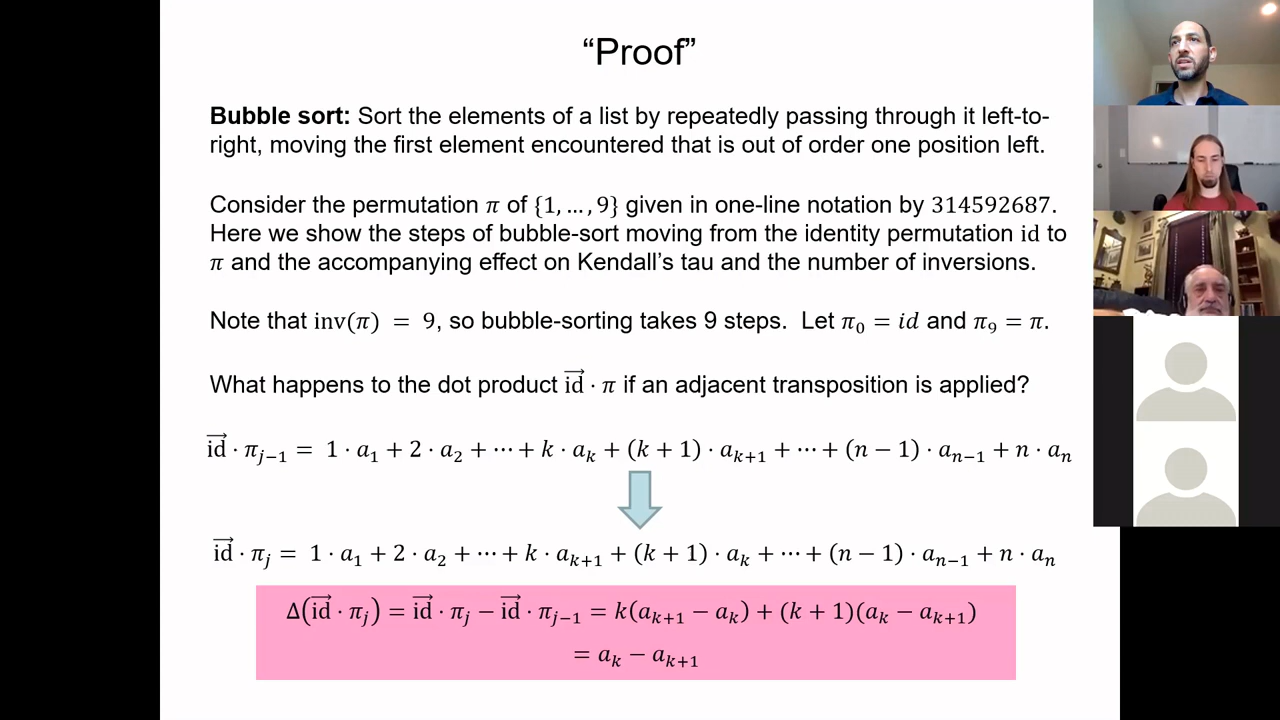 “Proof”
Bubble sort: Sort the elements of a list by repeatedly passing through it left-to-
right, moving the first element encountered that is out of order one position left.
Consider the permutation π of {1, … , 9} given in one-line notation by 314592687.
Here we show the steps of bubble-sort moving from the identity permutation id to
π and the accompanying effect on Kendall’s tau and the number of inversions.
Note that inv(π) = 9, so bubble-sorting takes 9 steps. Let π₀ = id and π₉ = π.
What happens to the dot product id⃗ · π if an adjacent transposition is applied?
id⃗ · πⱼ₋₁ = 1 · a₁ + 2 · a₂ + ⋯ + k · aₖ + (k + 1) · aₖ₊₁ + ⋯ + (n − 1) · aₙ₋₁ + n · aₙ
id⃗ · πⱼ = 1 · a₁ + 2 · a₂ + ⋯ + k · aₖ₊₁ + (k + 1) · aₖ + ⋯ + (n − 1) · aₙ₋₁ + n · aₙ
Δ(id⃗ · πⱼ) = id⃗ · πⱼ − id⃗ · πⱼ₋₁ = k(aₖ₊₁ − aₖ) + (k + 1)(aₖ − aₖ₊₁)
= aₖ − aₖ₊₁